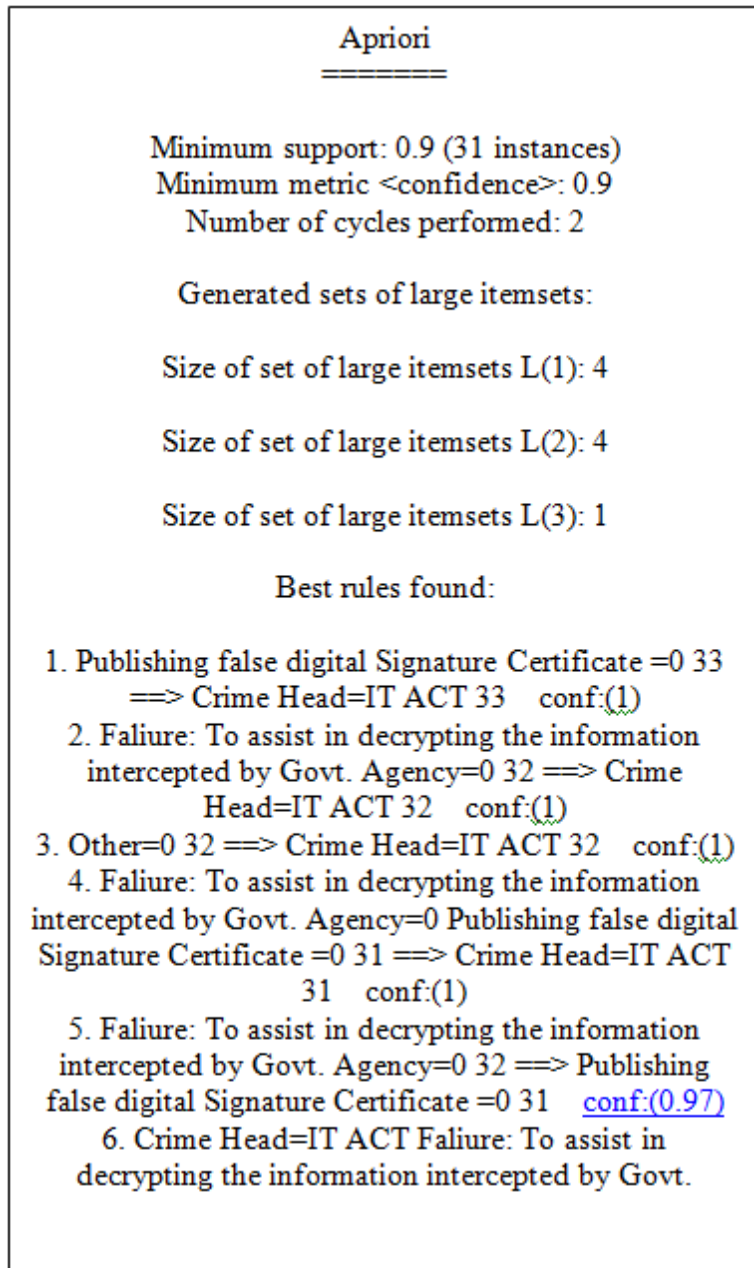 Apriori
=======
Minimum support: 0.9 (31 instances)
Minimum metric <confidence>: 0.9
Number of cycles performed: 2
Generated sets of large itemsets:
Size of set of large itemsets L(1): 4
Size of set of large itemsets L(2): 4
Size of set of large itemsets L(3): 1
Best rules found:
1. Publishing false digital Signature Certificate =0 33
==> Crime Head=IT ACT 33 conf:(1)
2. Faliure: To assist in decrypting the information
intercepted by Govt. Agency=0 32 ==> Crime
Head=IT ACT 32 conf:(1)
3. Other=0 32 ==> Crime Head=IT ACT 32 conf:(1)
4. Faliure: To assist in decrypting the information
intercepted by Govt. Agency=0 Publishing false digital
Signature Certificate =0 31 ==> Crime Head=IT ACT
31 conf:(1)
5. Faliure: To assist in decrypting the information
intercepted by Govt. Agency=0 32 ==> Publishing
false digital Signature Certificate =0 31 conf:(0.97)
6. Crime Head=IT ACT Faliure: To assist in
decrypting the information intercepted by Govt.